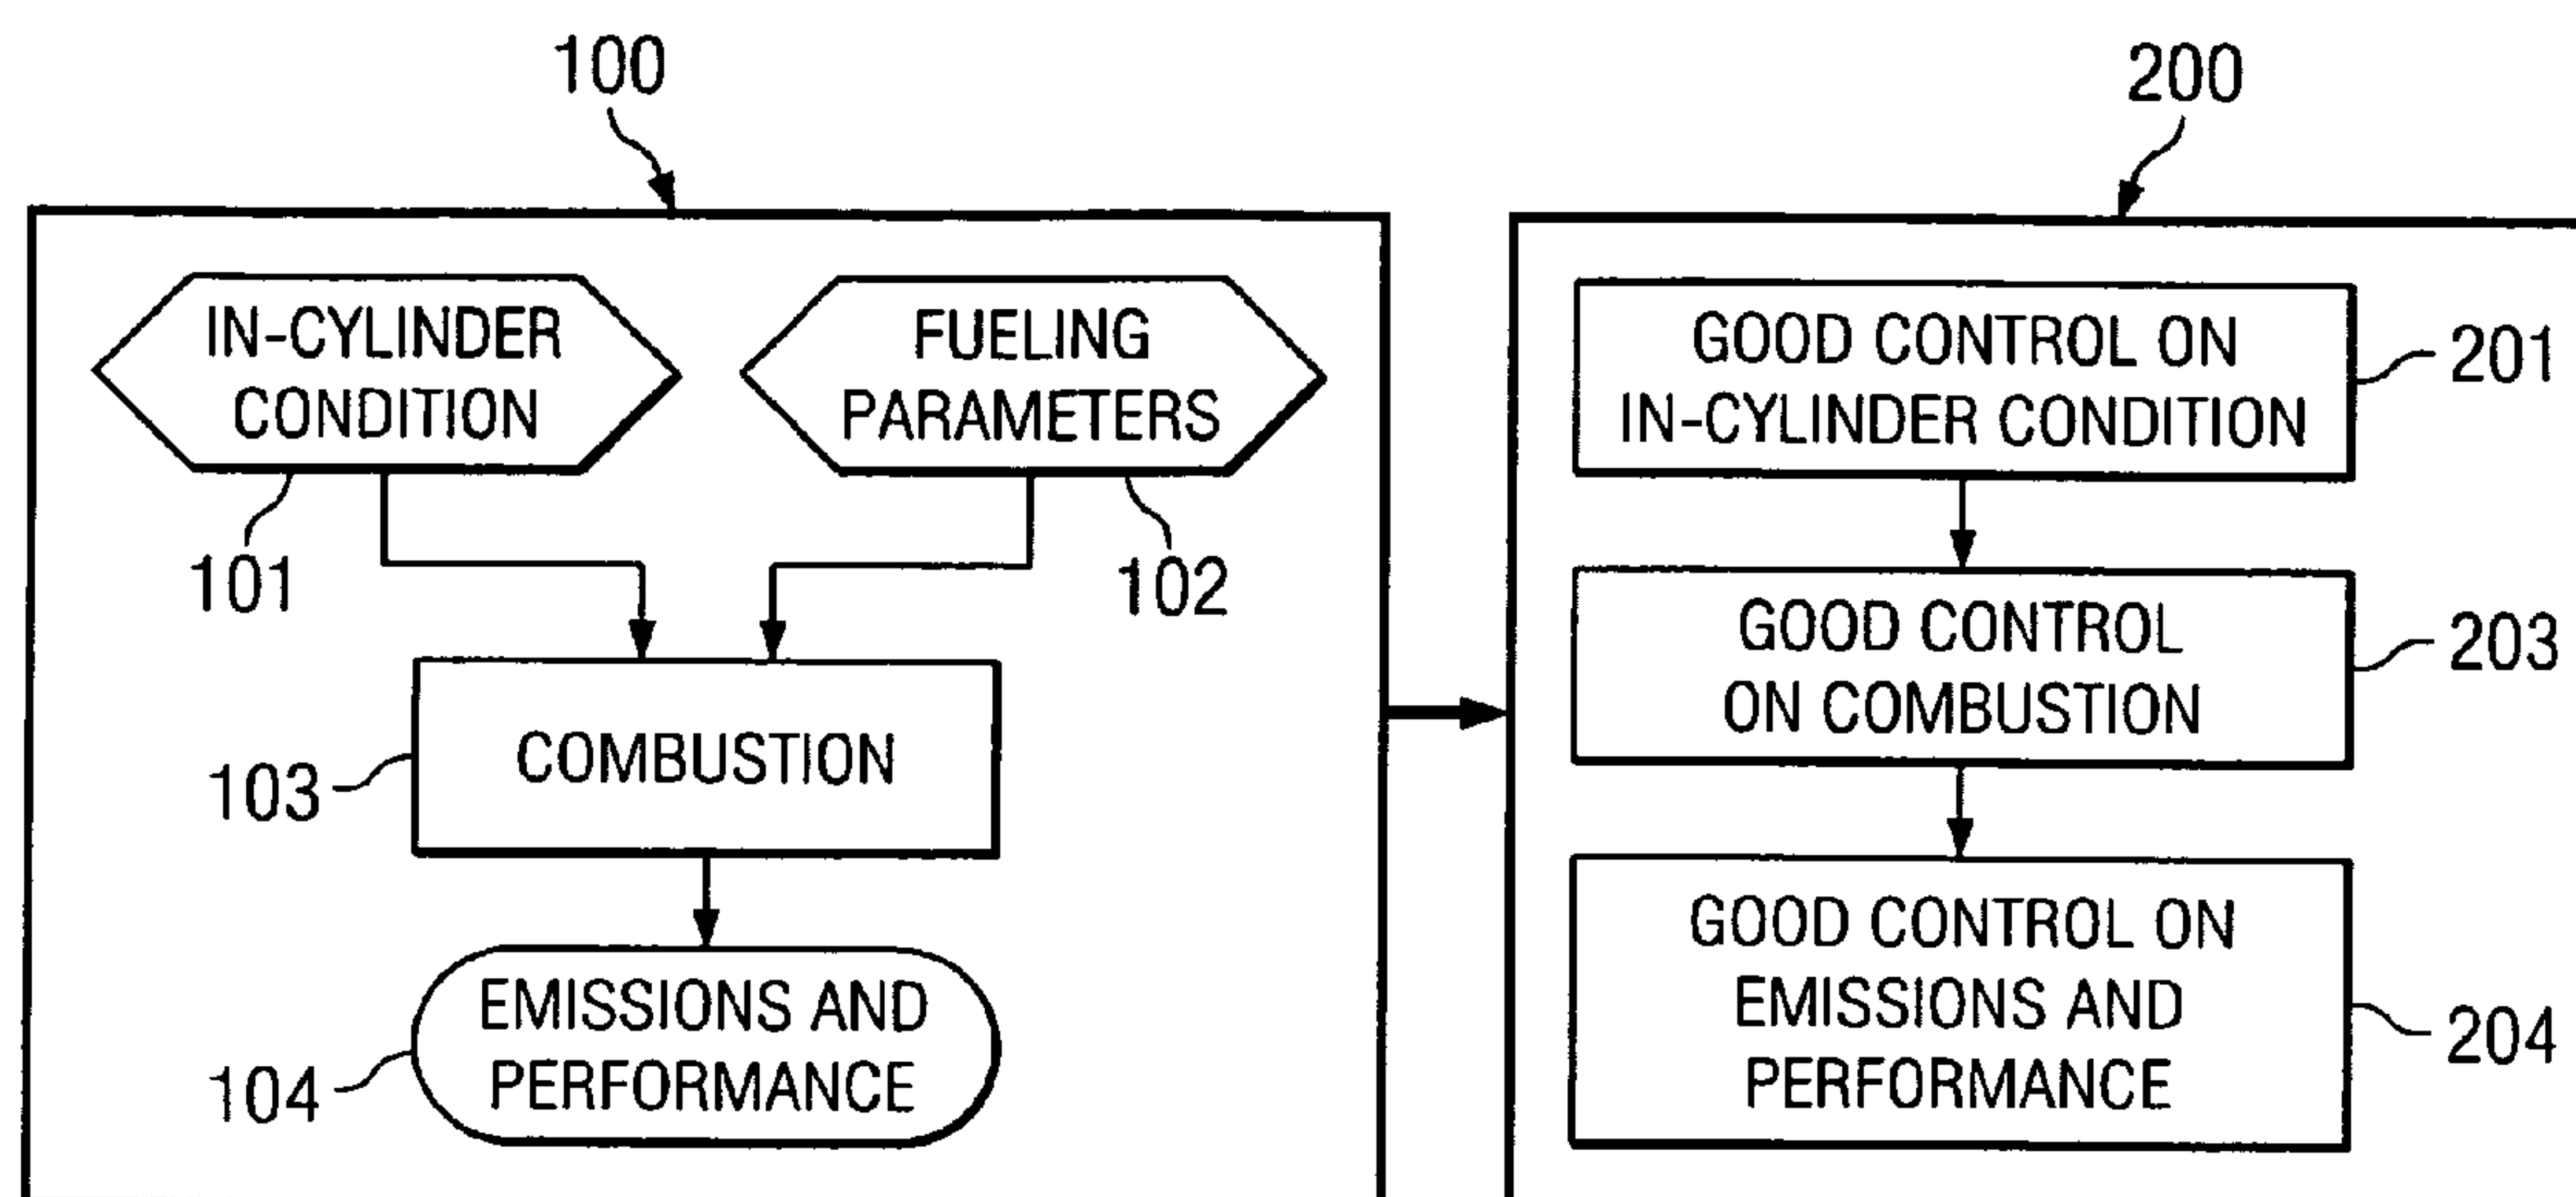 100
200
IN-CYLINDER
CONDITION
FUELING
PARAMETERS
101
102
COMBUSTION
103
EMISSIONS AND
PERFORMANCE
104
GOOD CONTROL ON
IN-CYLINDER CONDITION
201
GOOD CONTROL
ON COMBUSTION
203
GOOD CONTROL ON
EMISSIONS AND
PERFORMANCE
204